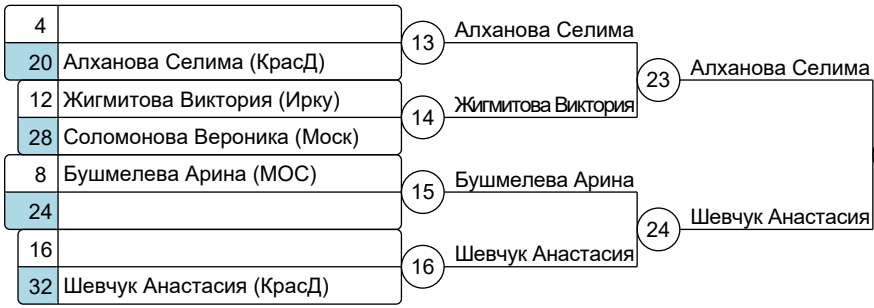 4
13 Алханова Селима
20 Алханова Селима (КрасД)
23 Алханова Селима
12 Жигмитова Виктория (Ирку)
14 Жигмитова Виктория
28 Соломонова Вероника (Моск)
8 Бушмелева Арина (МОС)
15 Бушмелева Арина
24
24 Шевчук Анастасия
16
16 Шевчук Анастасия
32 Шевчук Анастасия (КрасД)